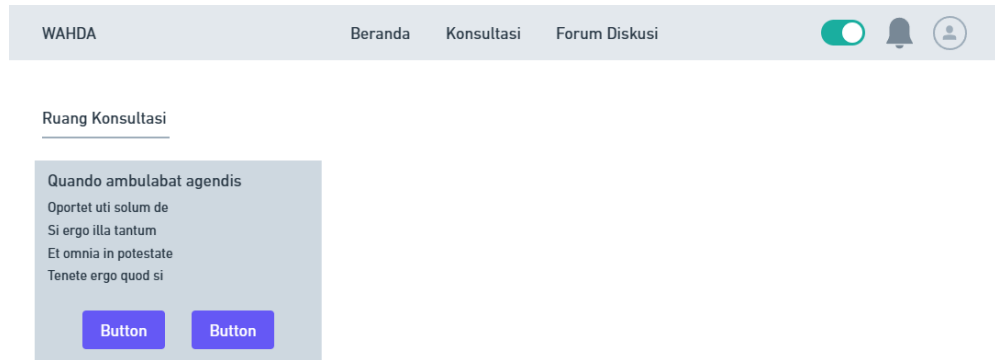 WAHDA Beranda Konsultasi Forum Diskusi
Ruang Konsultasi
Quando ambulabat agendis
Oportet uti solum de
Si ergo illa tantum
Et omnia in potestate
Tenete ergo quod si
Button Button